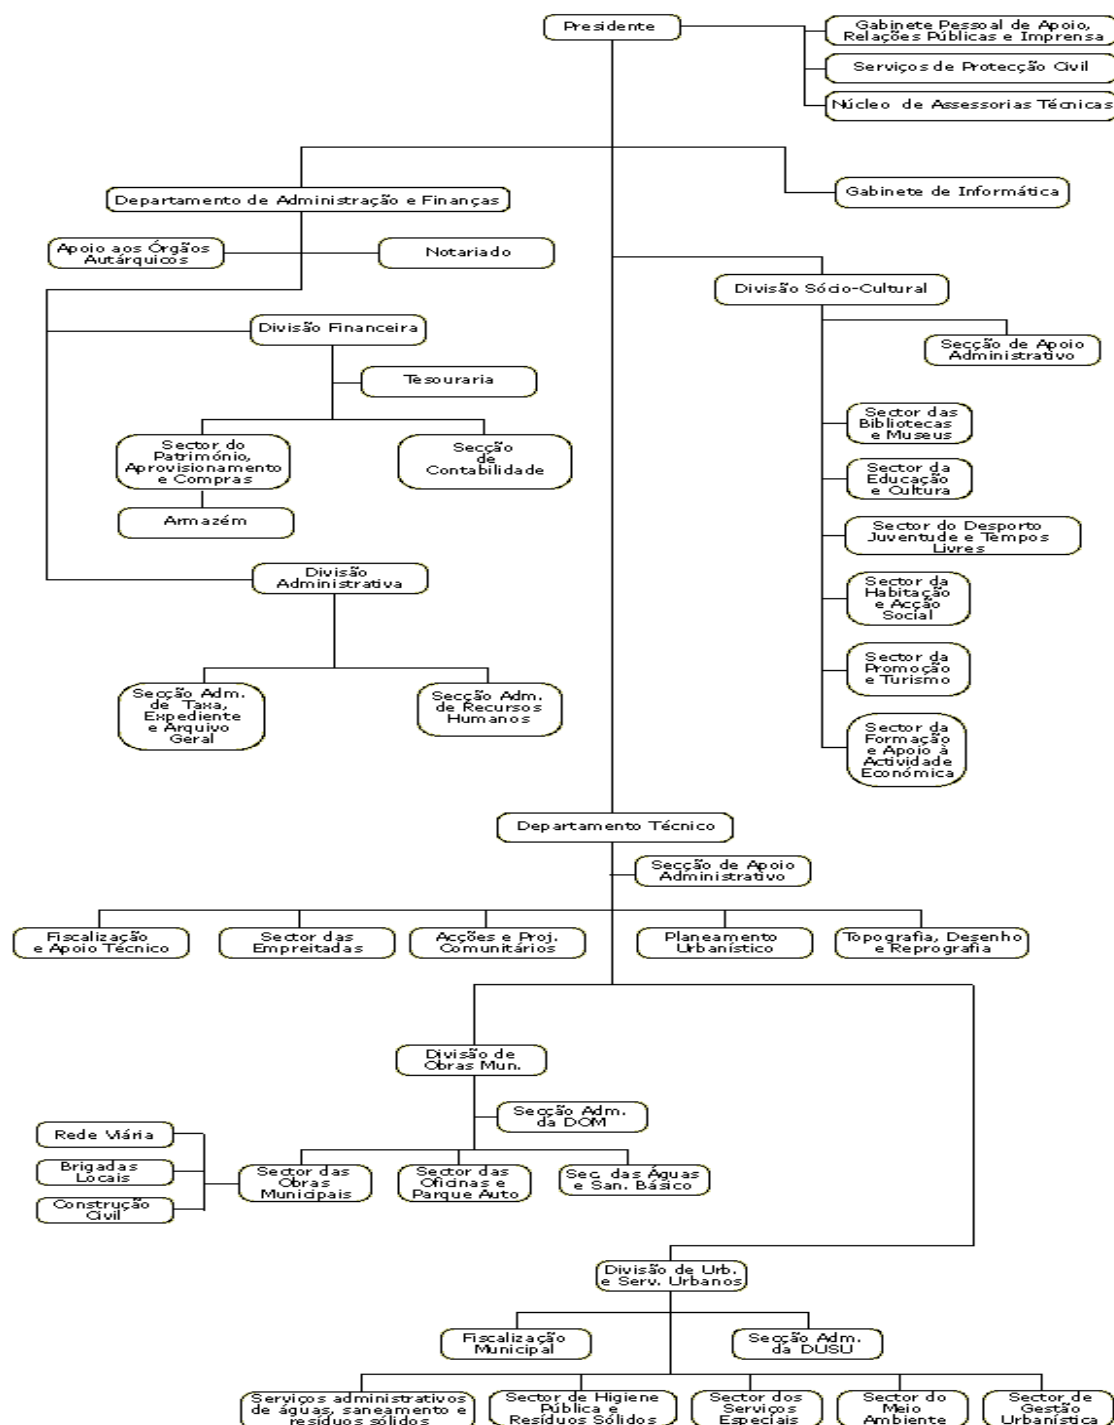 Presidente
Gabinete Pessoal de Apoio,
Relações Públicas e Imprensa
Serviços de Protecção Civil
Núcleo de Assessorias Técnicas
Gabinete de Informática
Departamento de Administração e Finanças
Apoio aos Órgãos
Autárquicos
Notariado
Divisão Sócio-Cultural
Secção de Apoio
Administrativo
Divisão Financeira
Tesouraria
Sector do
Património,
Aprovisionamento
e Compras
Secção
de
Contabilidade
Armazém
Sector das
Bibliotecas
e Museus
Sector da
Educação
e Cultura
Sector do Desporto
Juventude e Tempos
Livres
Sector da
Habitação
e Acção
Social
Sector da
Promoção
e Turismo
Sector da
Formação
e Apoio à
Actividade
Económica
Divisão
Administrativa
Secção Adm.
de Taxa,
Expediente
e Arquivo
Geral
Secção Adm.
de Recursos
Humanos
Departamento Técnico
Secção de Apoio
Administrativo
Fiscalização
e Apoio Técnico
Sector das
Empreitadas
Acções e Proj.
Comunitários
Planeamento
Urbanístico
Topografia, Desenho
e Reprografia
Divisão de
Obras Mun.
Secção Adm.
da DOM
Rede Viária
Brigadas
Locais
Construção
Civil
Sector das
Obras
Municipais
Sector das
Oficinas e
Parque Auto
Sec. das Águas
e San. Básico
Divisão de Urb.
e Serv. Urbanos
Fiscalização
Municipal
Secção Adm.
da DUSU
Serviços administrativos
de águas, saneamento e
resíduos sólidos
Sector de Higiene
Pública e
Resíduos Sólidos
Sector dos
Serviços
Especiais
Sector do
Meio
Ambiente
Sector de
Gestão
Urbanística